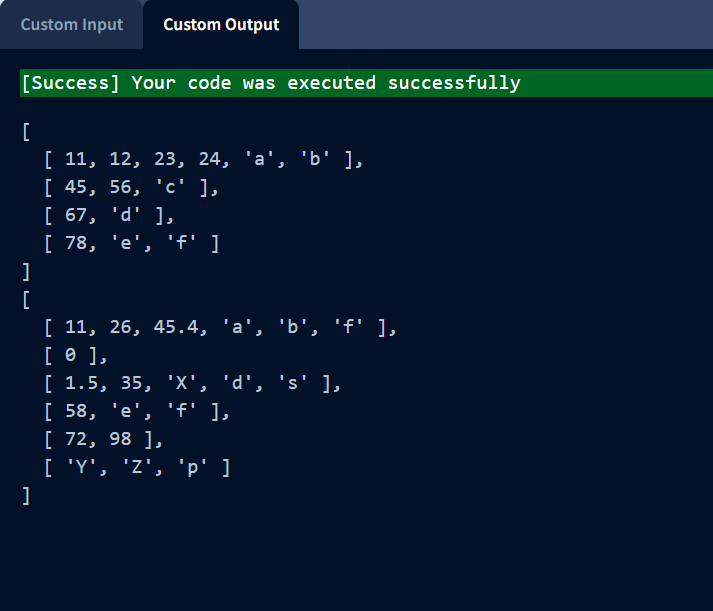 Custom Input
Custom Output
[Success] Your code was executed successfully
[
  [ 11, 12, 23, 24, 'a', 'b' ],
  [ 45, 56, 'c' ],
  [ 67, 'd' ],
  [ 78, 'e', 'f' ]
]
[
  [ 11, 26, 45.4, 'a', 'b', 'f' ],
  [ 0 ],
  [ 1.5, 35, 'X', 'd', 's' ],
  [ 58, 'e', 'f' ],
  [ 72, 98 ],
  [ 'Y', 'Z', 'p' ]
]